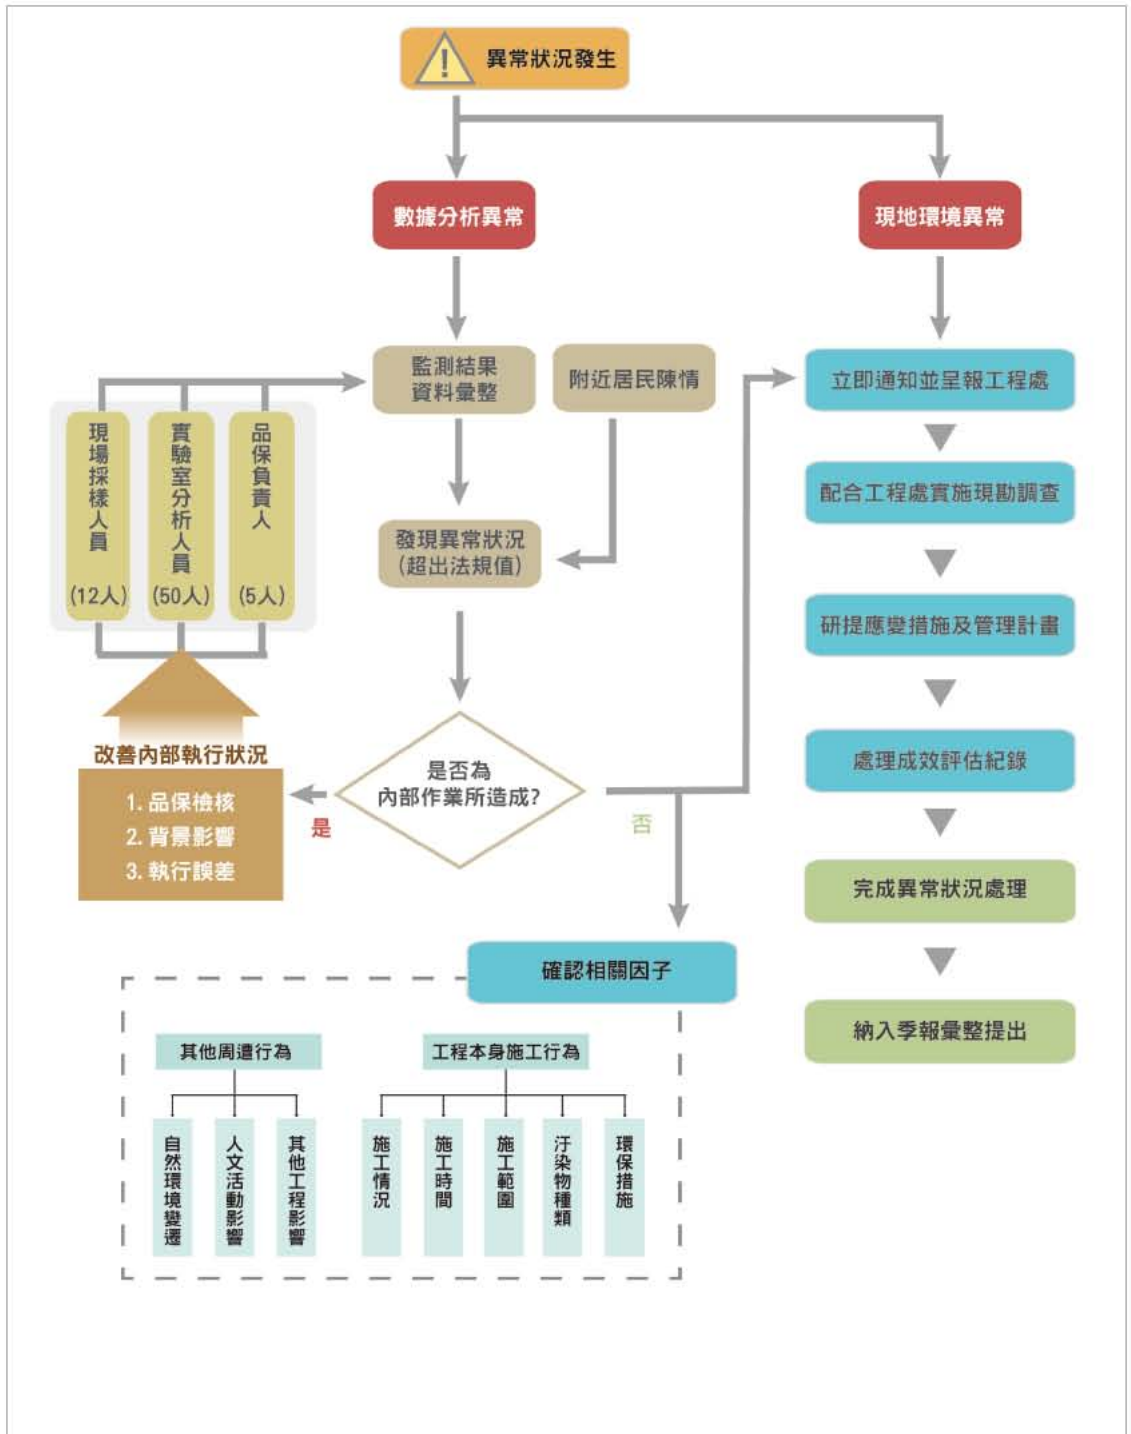 異常狀況發生
數據分析異常
現地環境異常
監測結果
資料彙整
附近居民陳情
立即通知並呈報工程處
現場採樣人員
(12人)
實驗室分析人員
(50人)
品保負責人
(5人)
配合工程處實施現勘調查
發現異常狀況
(超出法規值)
研提應變措施及管理計畫
改善內部執行狀況
1. 品保檢核
2. 背景影響
3. 執行誤差
是否為
內部作業所造成?
是
否
處理成效評估紀錄
完成異常狀況處理
確認相關因子
納入季報彙整提出
其他周遭行為
工程本身施工行為
自然環境變遷
人文活動影響
其他工程影響
施工情況
施工時間
施工範圍
汙染物種類
環保措施